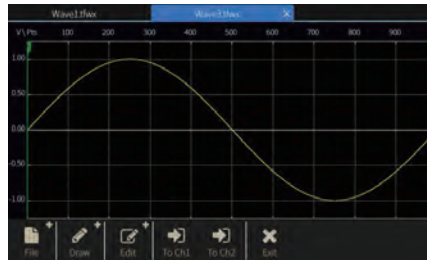 Wave1.tfwx Wave3.tfwx X
V\Pts 100 200 300 400 500 600 700 800 900
1.00
0.50
0.00
-0.50
-1.00
File Draw Edit To Ch1 To Ch2 Exit